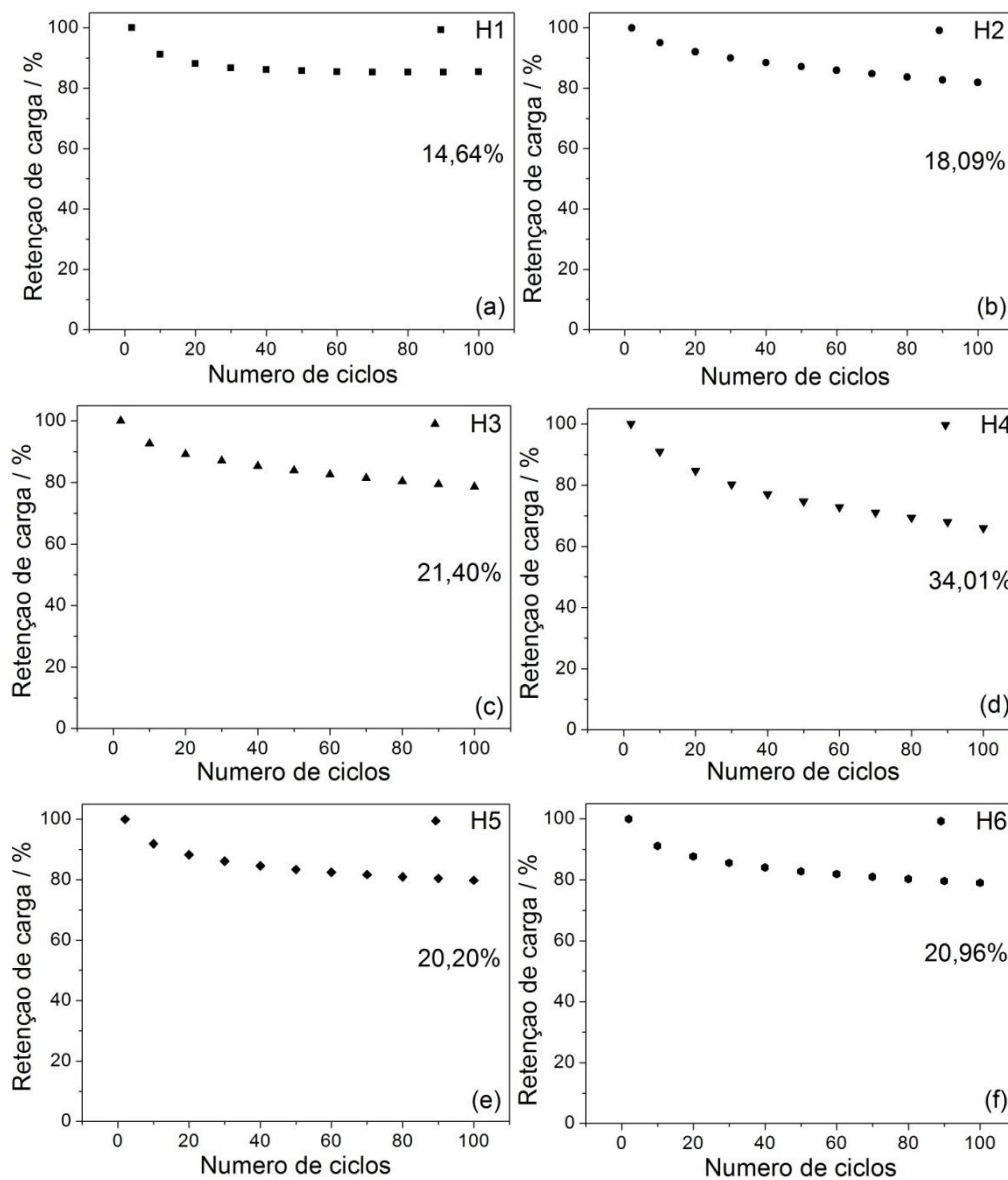 Retençao de carga / %
100
80
60
40
20
0
H1
14,64%
(a)
0 20 40 60 80 100
Numero de ciclos
Retençao de carga / %
100
80
60
40
20
0
H2
18,09%
(b)
0 20 40 60 80 100
Numero de ciclos
Retençao de carga / %
100
80
60
40
20
0
H3
21,40%
(c)
0 20 40 60 80 100
Numero de ciclos
Retençao de carga / %
100
80
60
40
20
0
H4
34,01%
(d)
0 20 40 60 80 100
Numero de ciclos
Retençao de carga / %
100
80
60
40
20
0
H5
20,20%
(e)
0 20 40 60 80 100
Numero de ciclos
Retençao de carga / %
100
80
60
40
20
0
H6
20,96%
(f)
0 20 40 60 80 100
Numero de ciclos